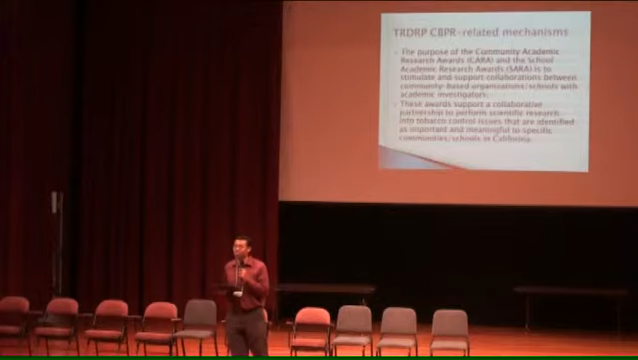 TRDRP CBPR-related mechanisms
The purpose of the Community Academic
Research Awards (CARA) and the School
Academic Research Awards (SARA) is to
stimulate and support collaborations between
community-based organizations/schools with
academic investigators.
These awards support a collaborative
partnership to perform scientific research
into tobacco control issues that are identified
as important and meaningful to specific
communities/schools in California.